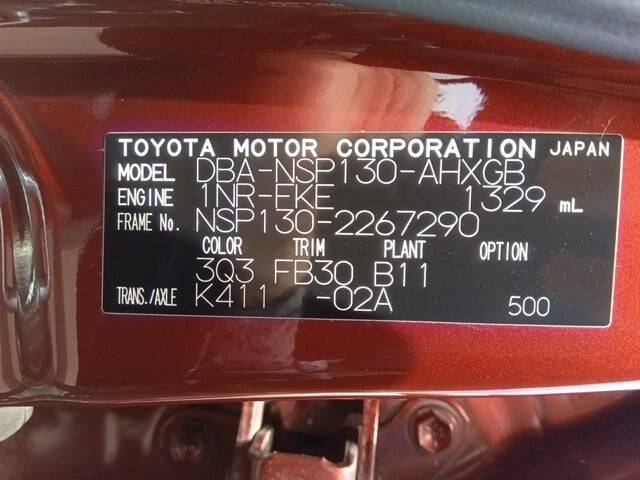 TOYOTA MOTOR CORPORATION JAPAN
MODEL DBA-NSP130-AHXGB
ENGINE 1NR-FKE 1329 mL
FRAME No. NSP130-2267290
COLOR TRIM PLANT OPTION
3Q3 FB30 B11
TRANS./AXLE K411 -02A 500